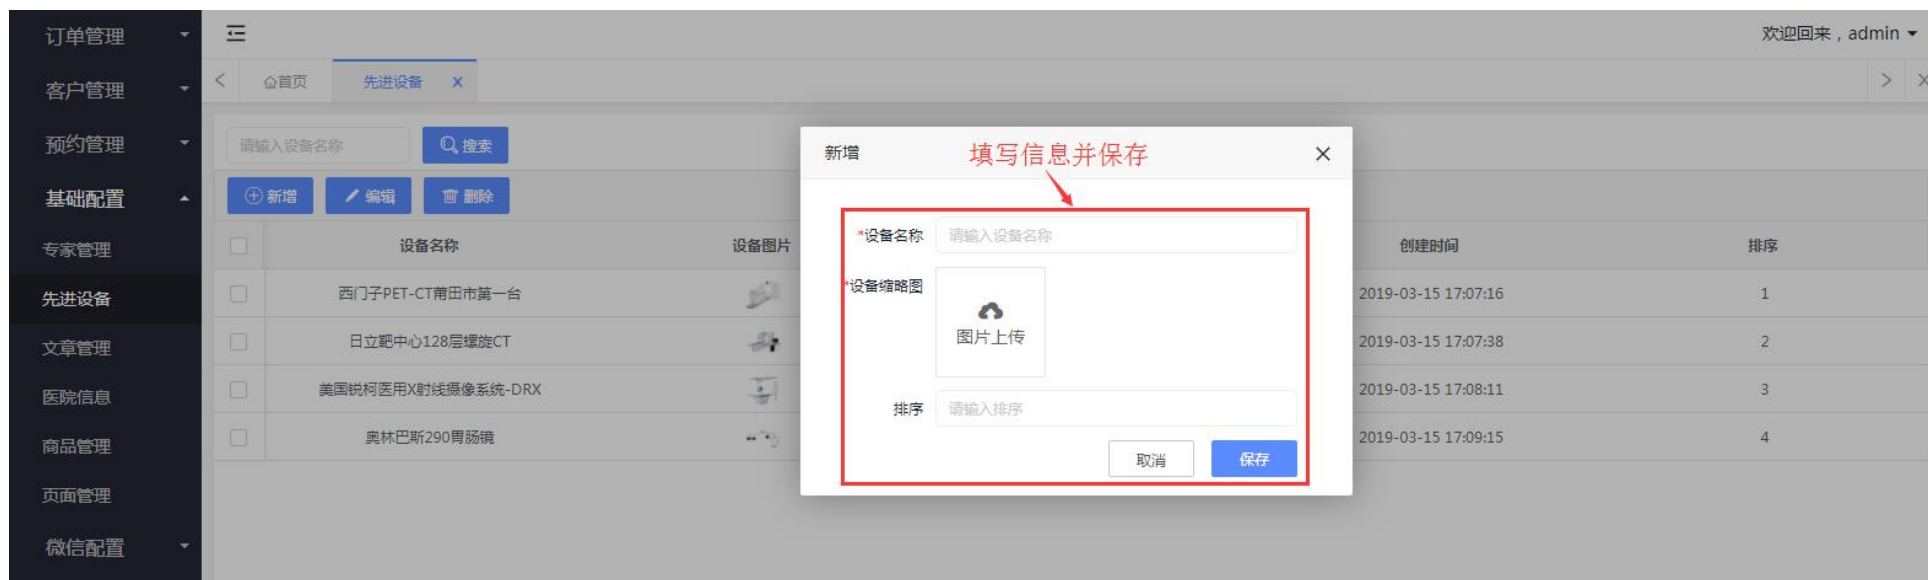 订单管理
欢迎回来，admin
客户管理
首页 先进设备
预约管理
请输入设备名称 搜索
新增 填写信息并保存
基础配置
新增 编辑 删除
专家管理
设备名称 设备图片 创建时间 排序
*设备名称 请输入设备名称
先进设备
西门子PET-CT莆田市第一台 2019-03-15 17:07:16 1
*设备缩略图
图片上传
文章管理
日立靶中心128层螺旋CT 2019-03-15 17:07:38 2
医院信息
美国锐柯医用X射线摄像系统-DRX 2019-03-15 17:08:11 3
排序 请输入排序
商品管理
奥林巴斯290胃肠镜 2019-03-15 17:09:15 4
取消 保存
页面管理
微信配置